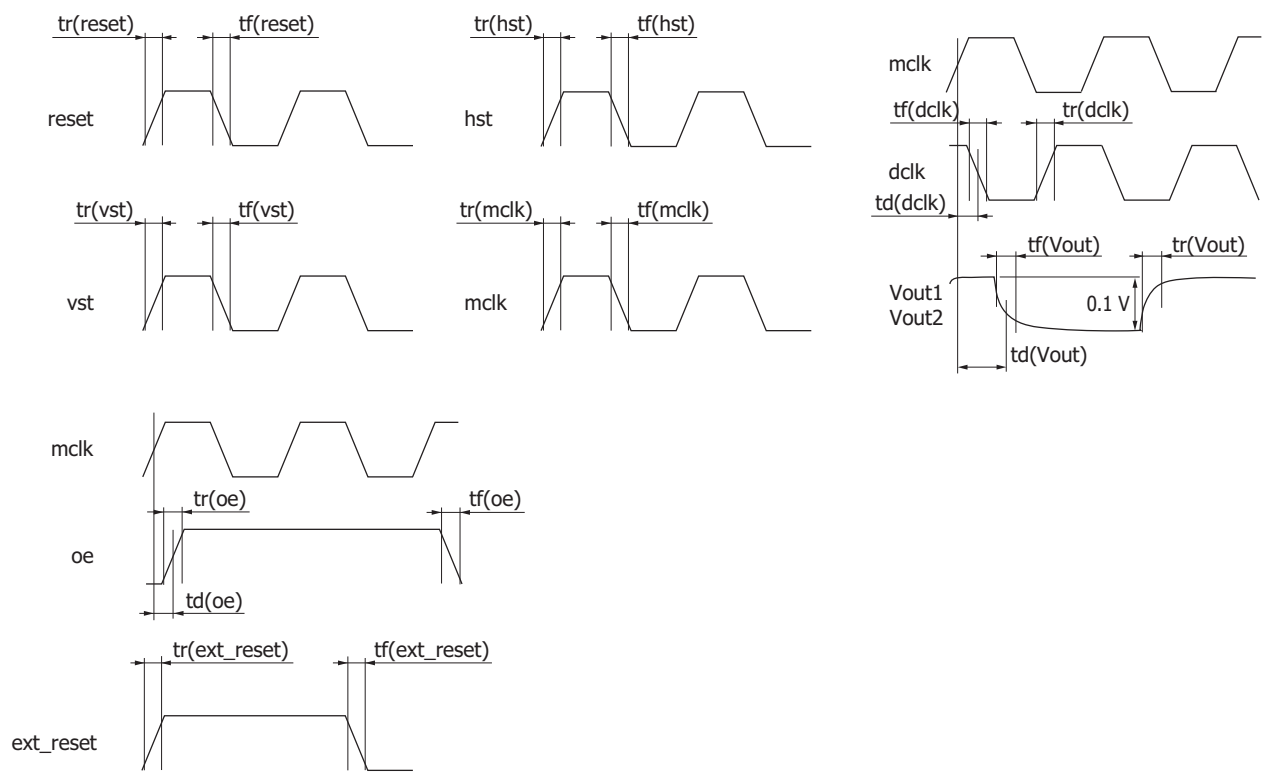 tr(reset)
tf(reset)
reset
tr(vst)
tf(vst)
vst
tr(hst)
tf(hst)
hst
tr(mclk)
tf(mclk)
mclk
mclk
tf(dclk)
tr(dclk)
dclk
td(dclk)
tf(Vout)
tr(Vout)
Vout1
Vout2
0.1 V
td(Vout)
mclk
tr(oe)
tf(oe)
oe
td(oe)
tr(ext_reset)
tf(ext_reset)
ext_reset